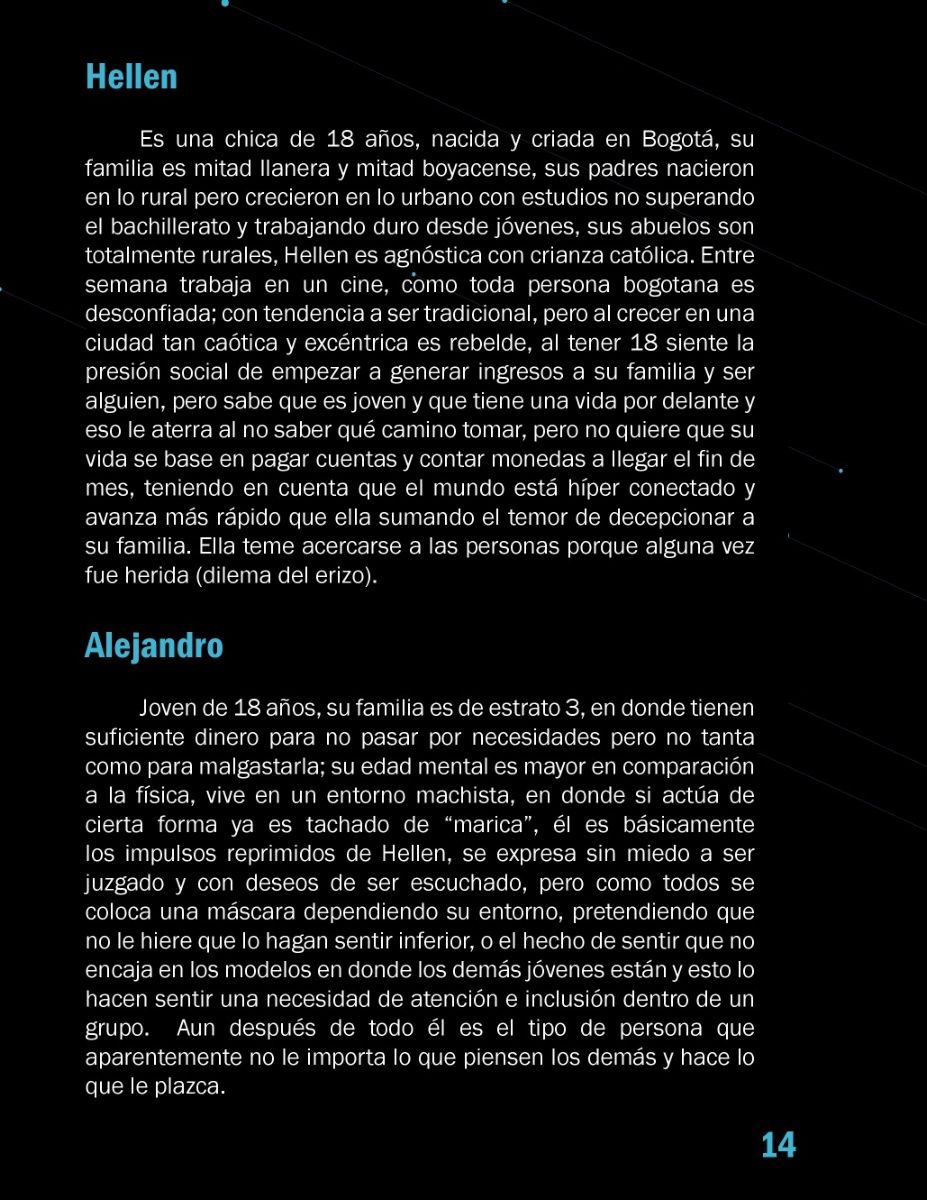 Hellen
Es una chica de 18 años, nacida y criada en Bogotá, su
familia es mitad llanera y mitad boyacense, sus padres nacieron
en lo rural pero crecieron en lo urbano con estudios no superando
el bachillerato y trabajando duro desde jóvenes, sus abuelos son
totalmente rurales, Hellen es agnóstica con crianza católica. Entre
semana trabaja en un cine, como toda persona bogotana es
desconfiada; con tendencia a ser tradicional, pero al crecer en una
ciudad tan caótica y excéntrica es rebelde, al tener 18 siente la
presión social de empezar a generar ingresos a su familia y ser
alguien, pero sabe que es joven y que tiene una vida por delante y
eso le aterra al no saber qué camino tomar, pero no quiere que su
vida se base en pagar cuentas y contar monedas a llegar el fin de
mes, teniendo en cuenta que el mundo está híper conectado y
avanza más rápido que ella sumando el temor de decepcionar a
su familia. Ella teme acercarse a las personas porque alguna vez
fue herida (dilema del erizo).
Alejandro
Joven de 18 años, su familia es de estrato 3, en donde tienen
suficiente dinero para no pasar por necesidades pero no tanta
como para malgastarla; su edad mental es mayor en comparación
a la física, vive en un entorno machista, en donde si actúa de
cierta forma ya es tachado de “marica”, él es básicamente
los impulsos reprimidos de Hellen, se expresa sin miedo a ser
juzgado y con deseos de ser escuchado, pero como todos se
coloca una máscara dependiendo su entorno, pretendiendo que
no le hiere que lo hagan sentir inferior, o el hecho de sentir que no
encaja en los modelos en donde los demás jóvenes están y esto lo
hacen sentir una necesidad de atención e inclusión dentro de un
grupo.  Aun después de todo él es el tipo de persona que
aparentemente no le importa lo que piensen los demás y hace lo
que le plazca.
14